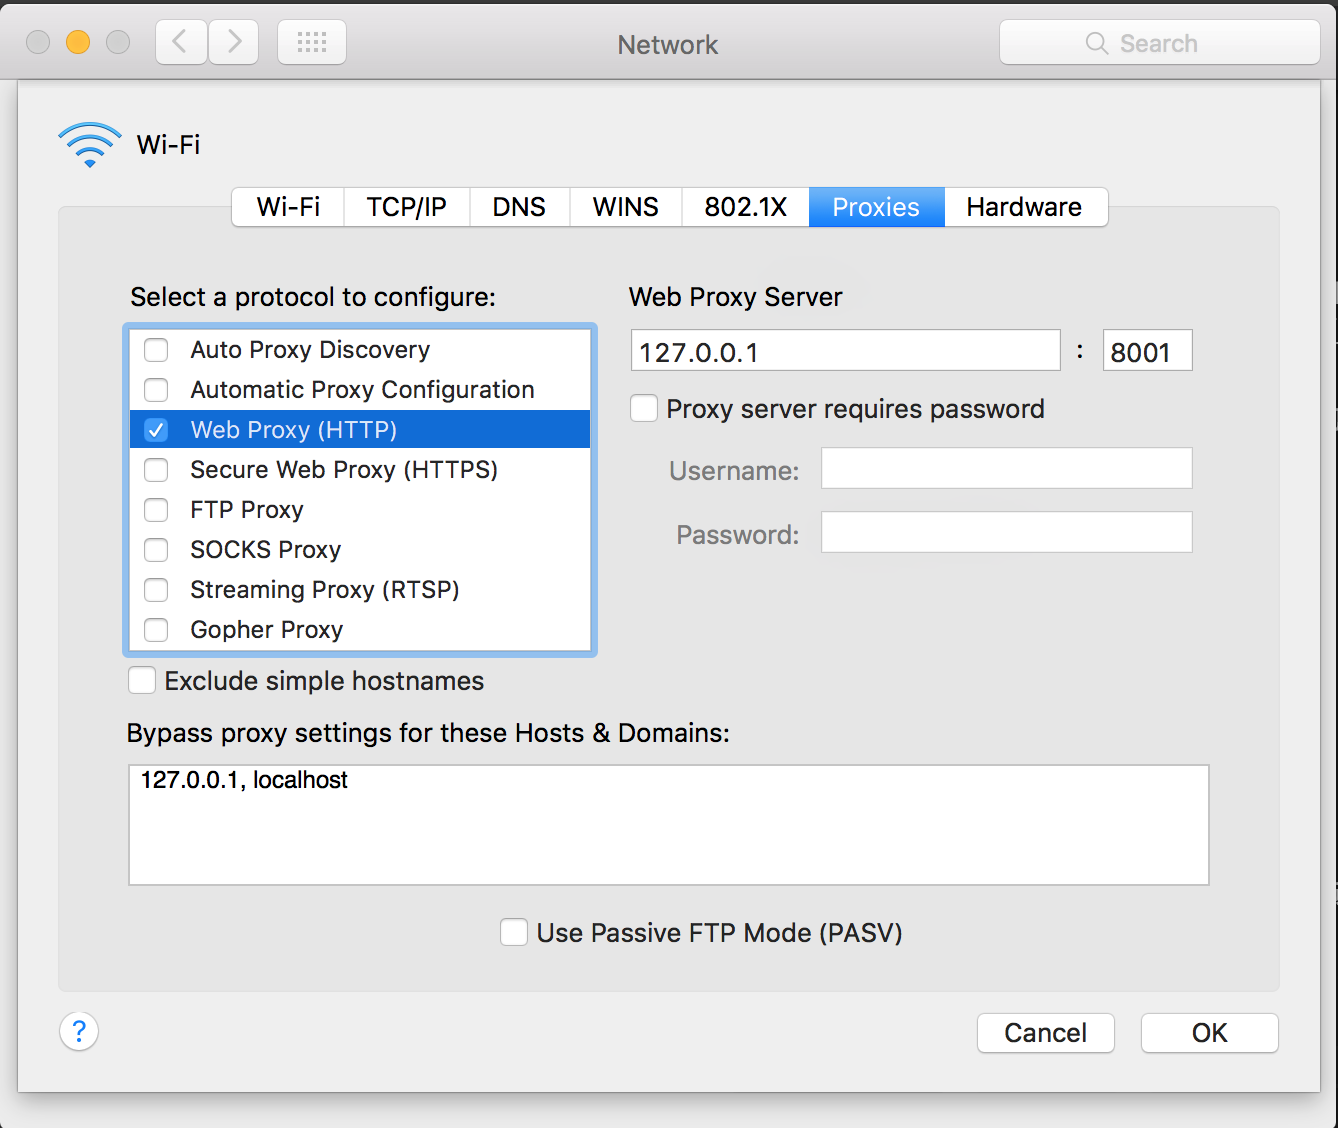 Network
Search
Wi-Fi
Wi-Fi TCP/IP DNS WINS 802.1X Proxies Hardware
Select a protocol to configure:
Auto Proxy Discovery
Automatic Proxy Configuration
Web Proxy (HTTP)
Secure Web Proxy (HTTPS)
FTP Proxy
SOCKS Proxy
Streaming Proxy (RTSP)
Gopher Proxy
Exclude simple hostnames
Web Proxy Server
127.0.0.1 : 8001
Proxy server requires password
Username:
Password:
Bypass proxy settings for these Hosts & Domains:
127.0.0.1, localhost
Use Passive FTP Mode (PASV)
?
Cancel
OK